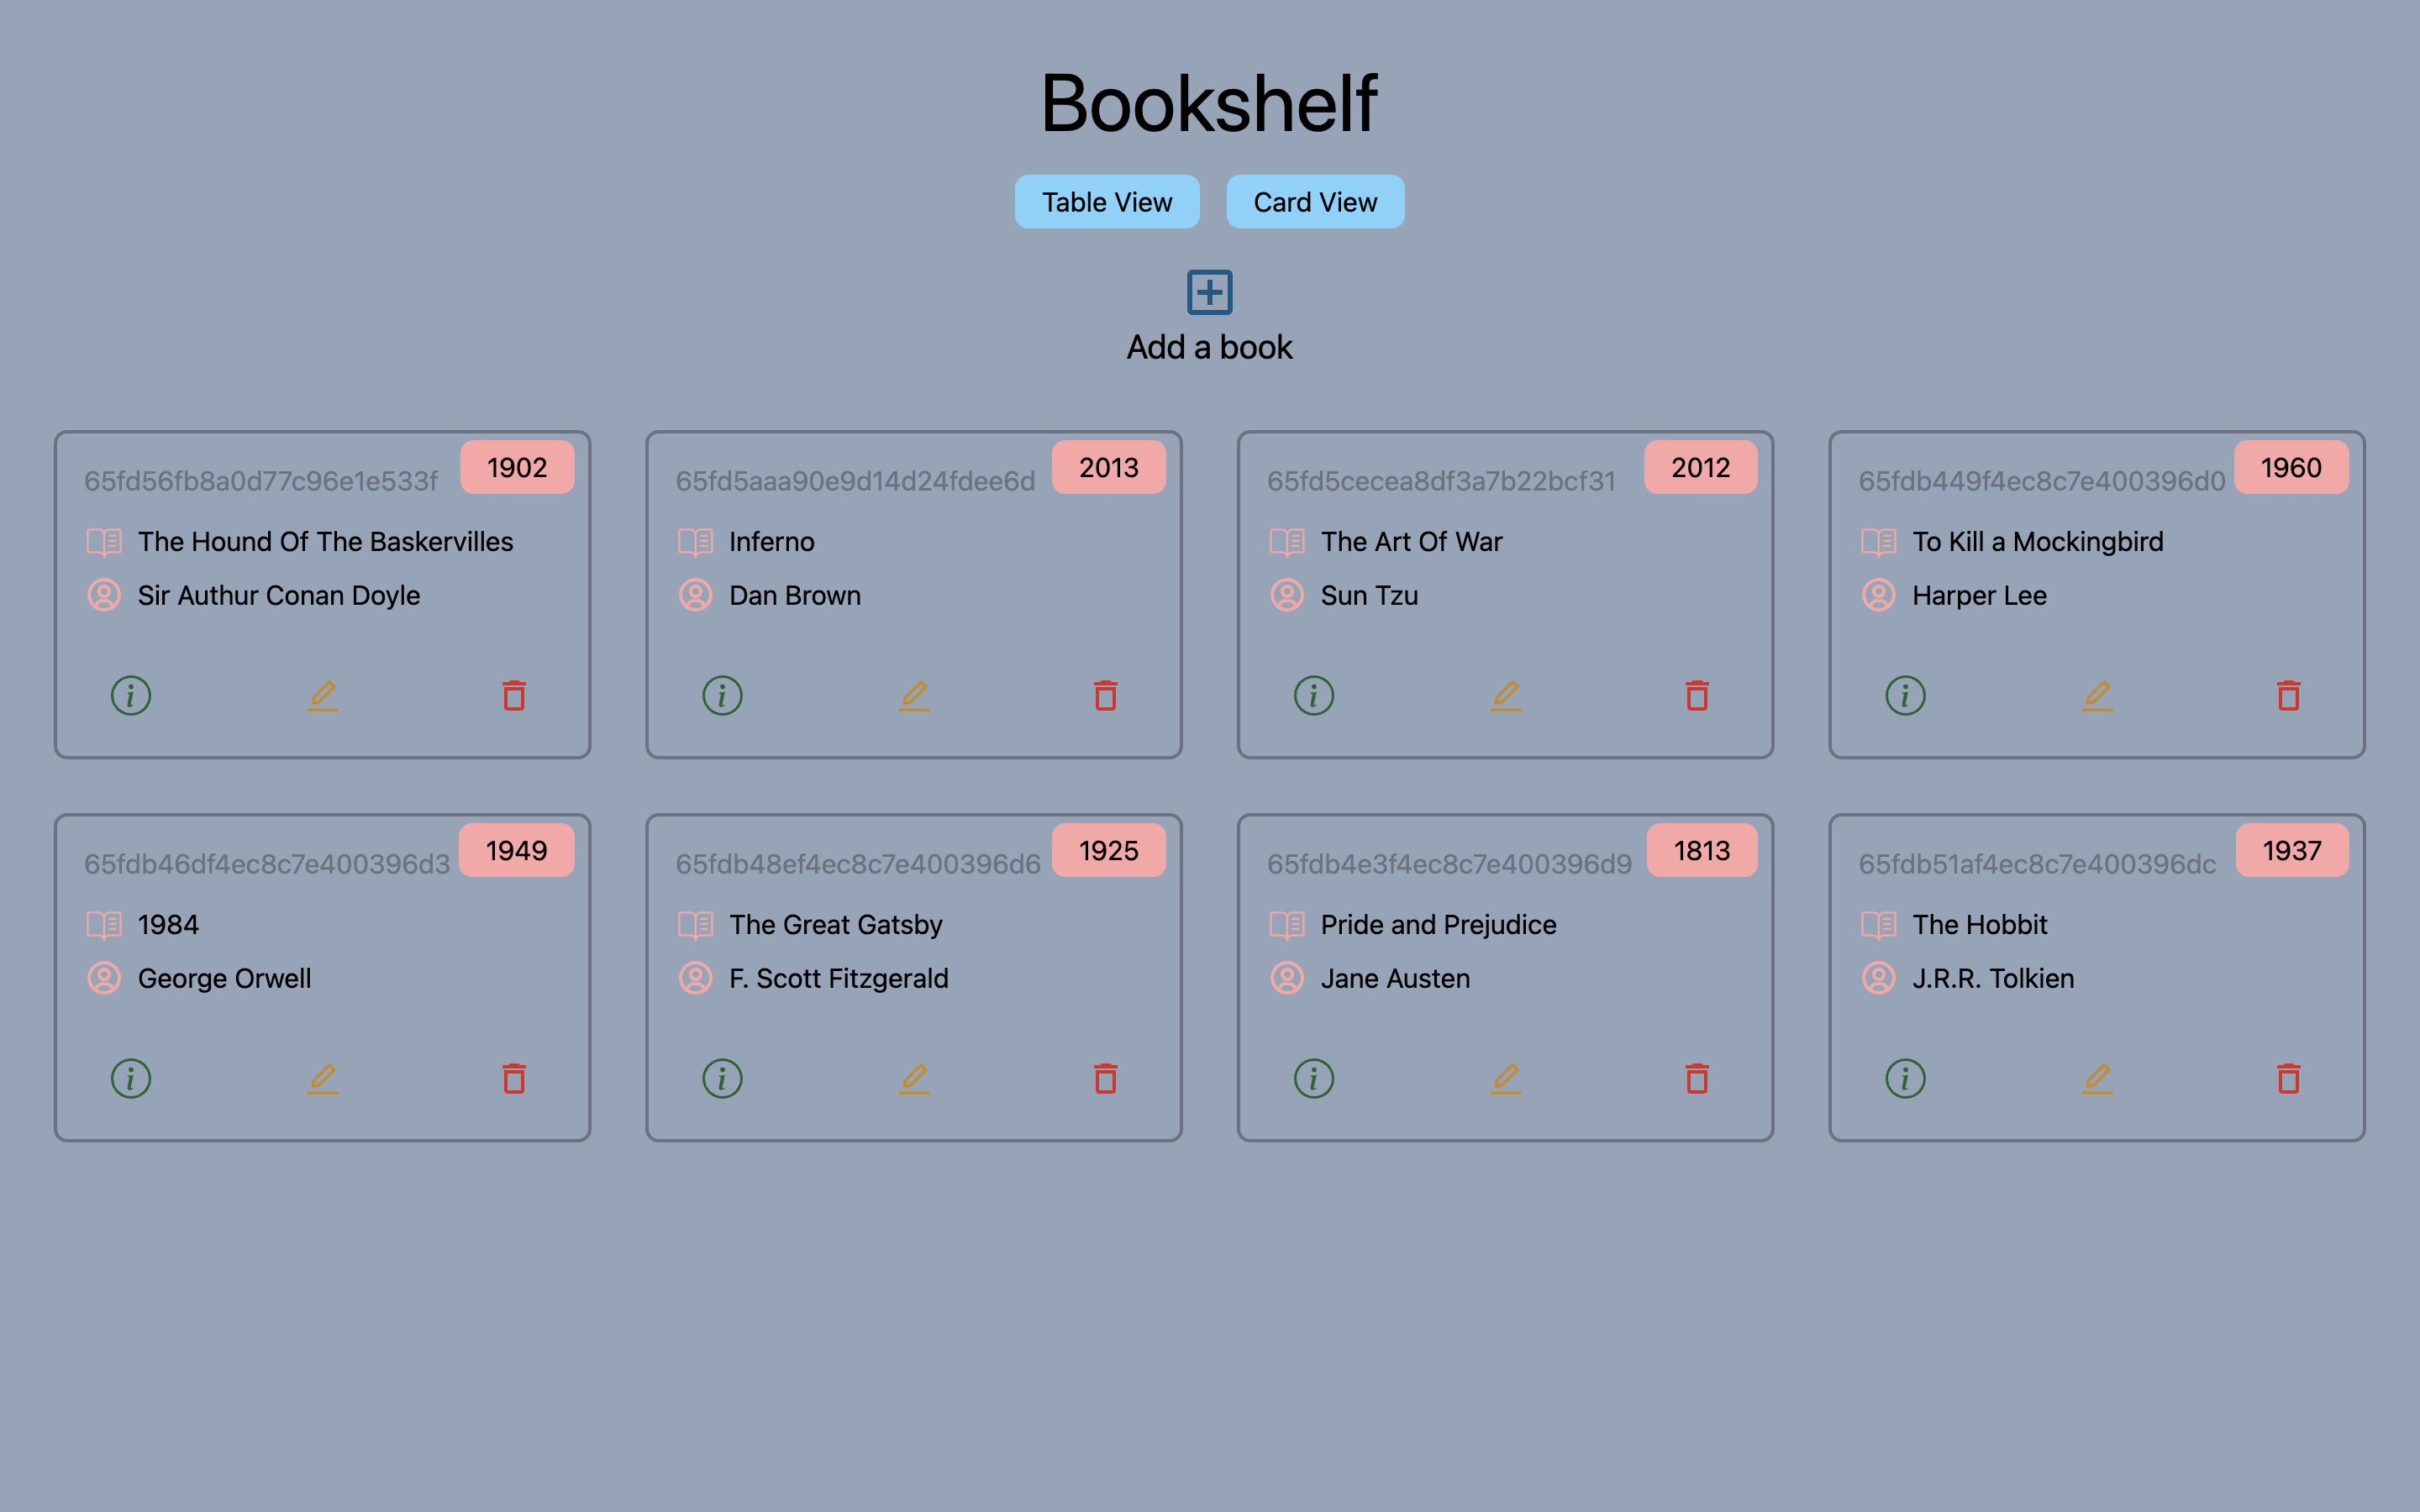 Bookshelf
Table View
Card View
Add a book
65fd56fb8a0d77c96e1e533f
1902
The Hound Of The Baskervilles
Sir Authur Conan Doyle
65fd5aaa90e9d14d24fdee6d
2013
Inferno
Dan Brown
65fd5cecea8df3a7b22bcf31
2012
The Art Of War
Sun Tzu
65fdb449f4ec8c7e400396d0
1960
To Kill a Mockingbird
Harper Lee
65fdb46df4ec8c7e400396d3
1949
1984
George Orwell
65fdb48ef4ec8c7e400396d6
1925
The Great Gatsby
F. Scott Fitzgerald
65fdb4e3f4ec8c7e400396d9
1813
Pride and Prejudice
Jane Austen
65fdb51af4ec8c7e400396dc
1937
The Hobbit
J.R.R. Tolkien